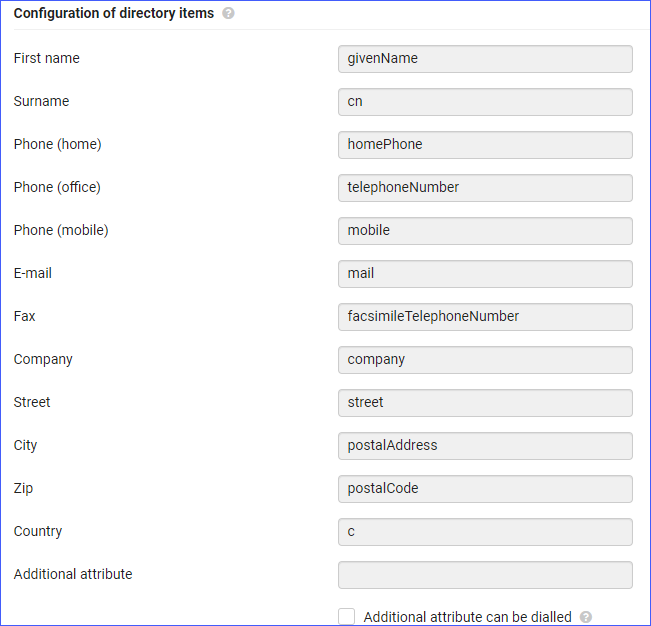 Configuration of directory items ?
First name givenName
Surname cn
Phone (home) homePhone
Phone (office) telephoneNumber
Phone (mobile) mobile
E-mail mail
Fax facsimileTelephoneNumber
Company company
Street street
City postalAddress
Zip postalCode
Country c
Additional attribute
Additional attribute can be dialled ?